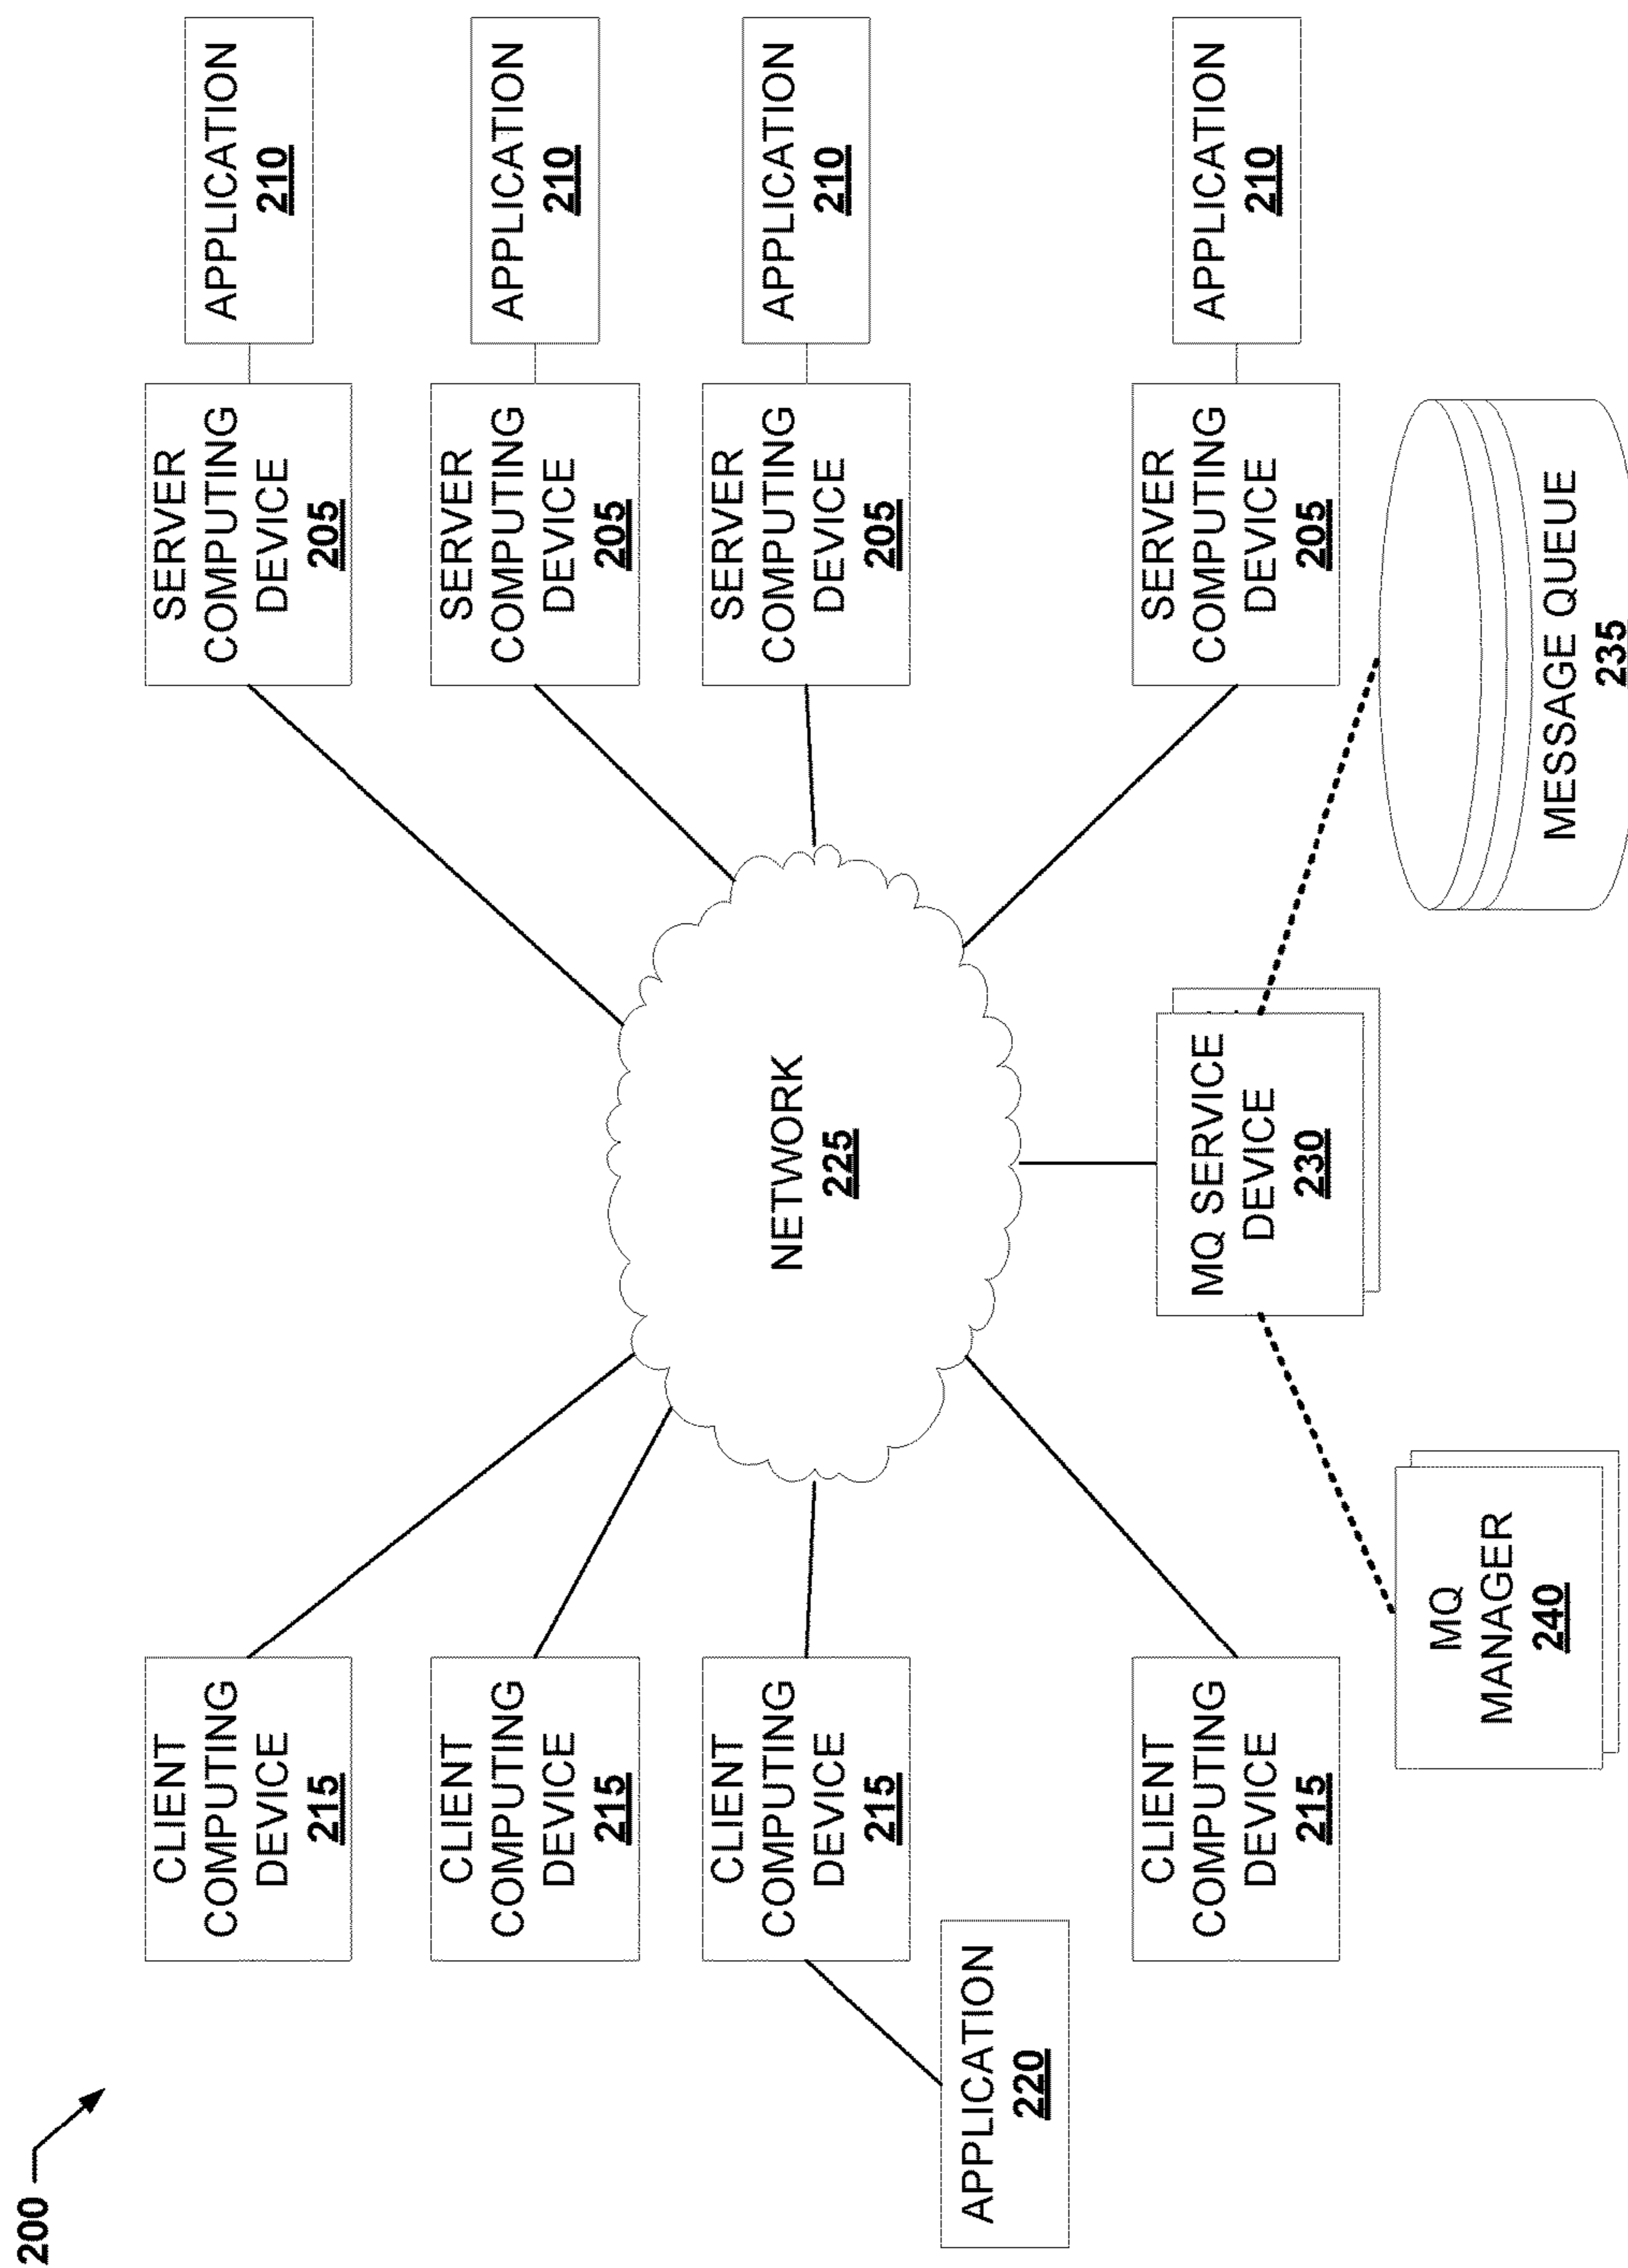 200
CLIENT
COMPUTING
DEVICE
215
SERVER
COMPUTING
DEVICE
205
APPLICATION
210
CLIENT
COMPUTING
DEVICE
215
SERVER
COMPUTING
DEVICE
205
APPLICATION
210
CLIENT
COMPUTING
DEVICE
215
NETWORK
225
SERVER
COMPUTING
DEVICE
205
APPLICATION
210
APPLICATION
220
CLIENT
COMPUTING
DEVICE
215
MQ SERVICE
DEVICE
230
SERVER
COMPUTING
DEVICE
205
APPLICATION
210
MQ
MANAGER
240
MESSAGE QUEUE
235